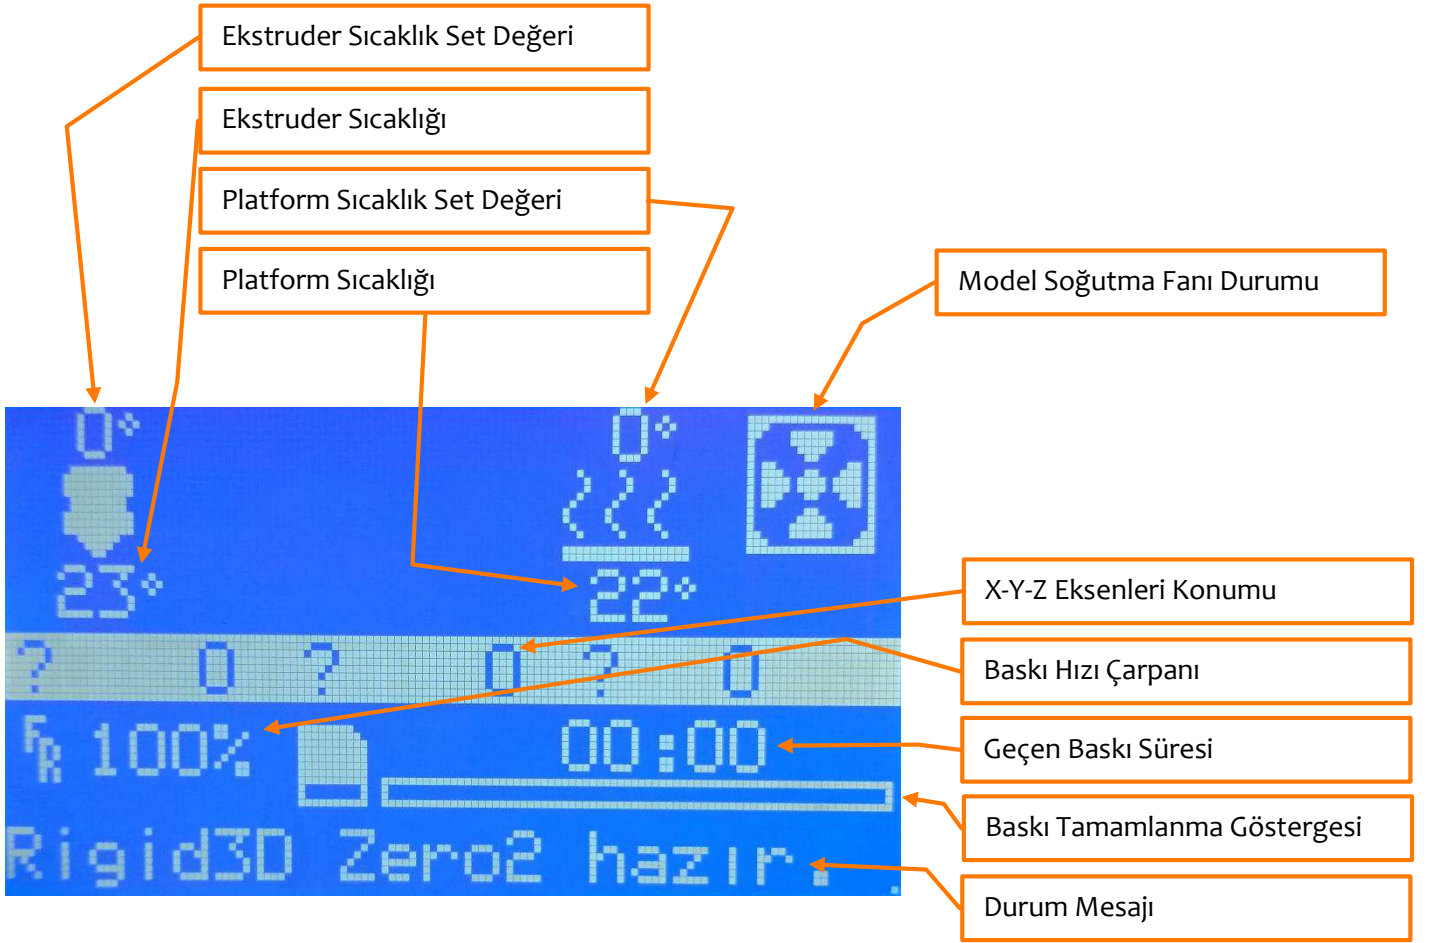 Ekstruder Sıcaklık Set Değeri
Ekstruder Sıcaklığı
Platform Sıcaklık Set Değeri
Platform Sıcaklığı
Model Soğutma Fanı Durumu
0° 0°
23° 22°
X-Y-Z Eksenleri Konumu
? 0 ? 0 ? 0
Baskı Hızı Çarpanı
FR 100% 00:00
Geçen Baskı Süresi
Baskı Tamamlanma Göstergesi
Rigid3D Zero2 hazır.
Durum Mesajı